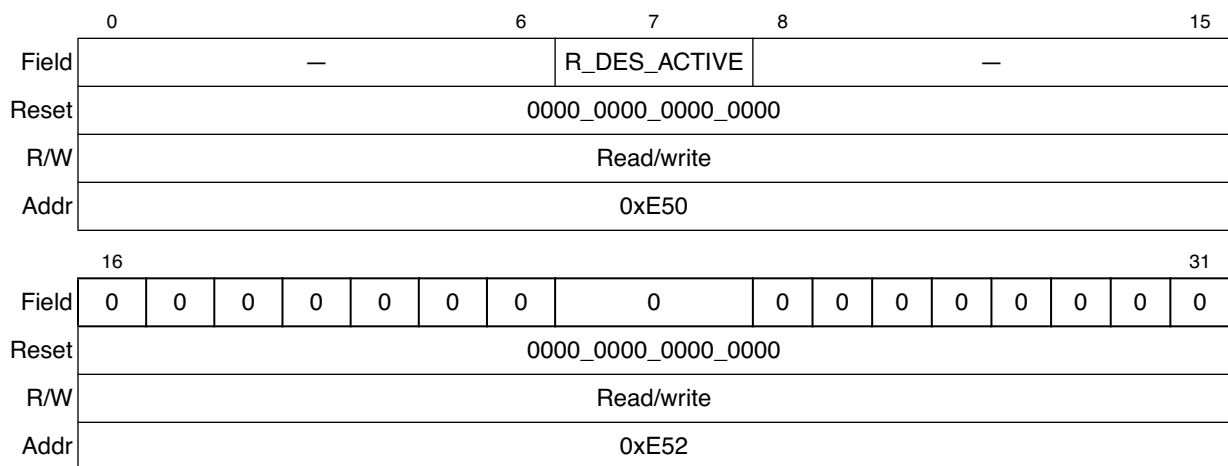 0 6 7 8 15
Field — R_DES_ACTIVE —
Reset 0000_0000_0000_0000
R/W Read/write
Addr 0xE50
16 31
Field 0 0 0 0 0 0 0 0 0 0 0 0 0 0 0 0
Reset 0000_0000_0000_0000
R/W Read/write
Addr 0xE52